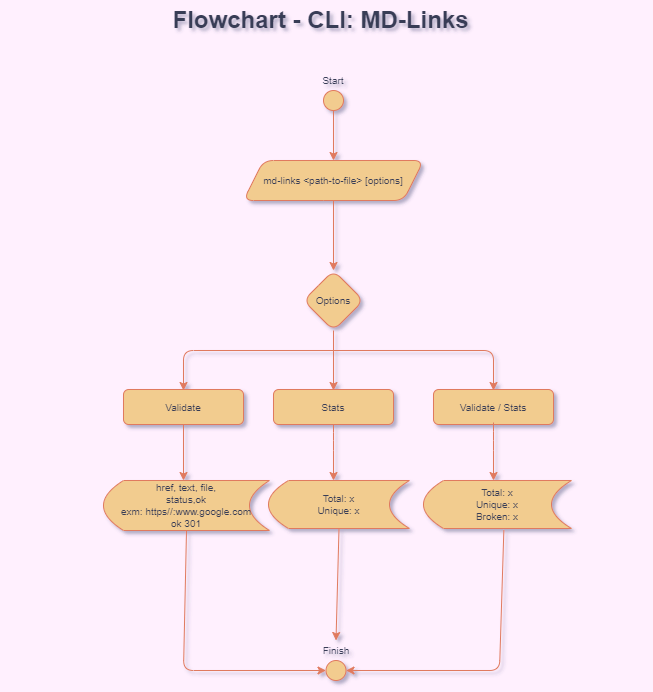 Flowchart - CLI: MD-Links
Start
md-links <path-to-file> [options]
Options
Validate
Stats
Validate / Stats
href, text, file,
status,ok
exm: https//:www.google.com
ok 301
Total: x
Unique: x
Total: x
Unique: x
Broken: x
Finish